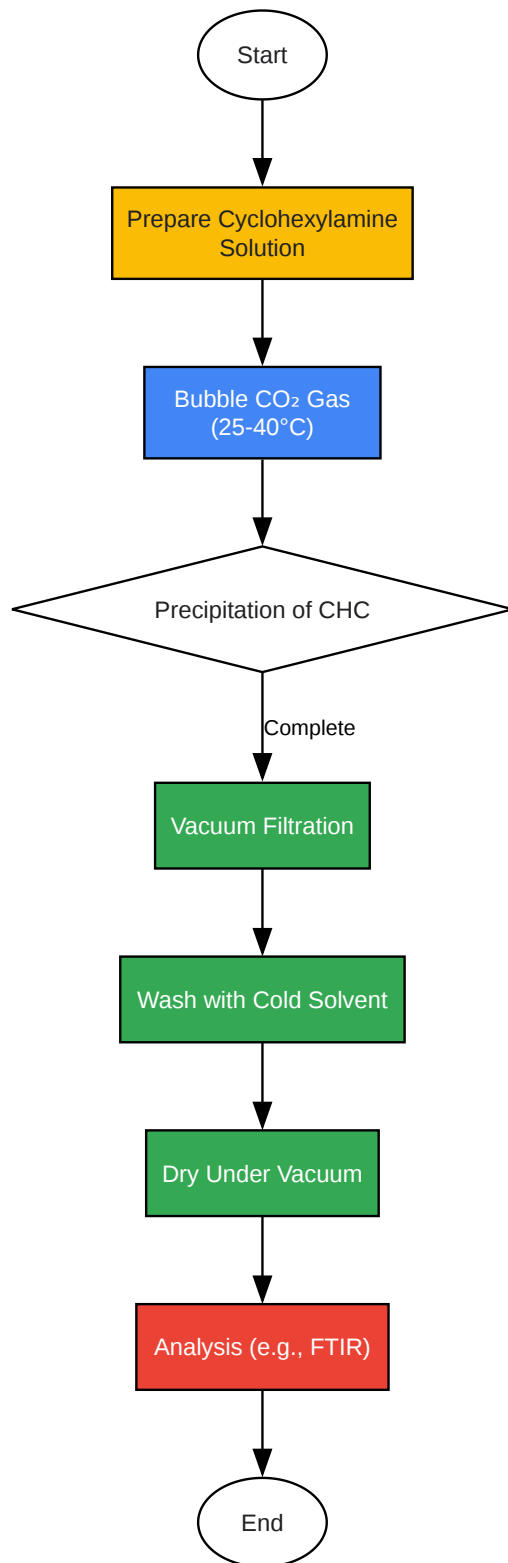 Start
Prepare Cyclohexylamine
Solution
Bubble CO₂ Gas
(25-40°C)
Precipitation of CHC
Complete
Vacuum Filtration
Wash with Cold Solvent
Dry Under Vacuum
Analysis (e.g., FTIR)
End